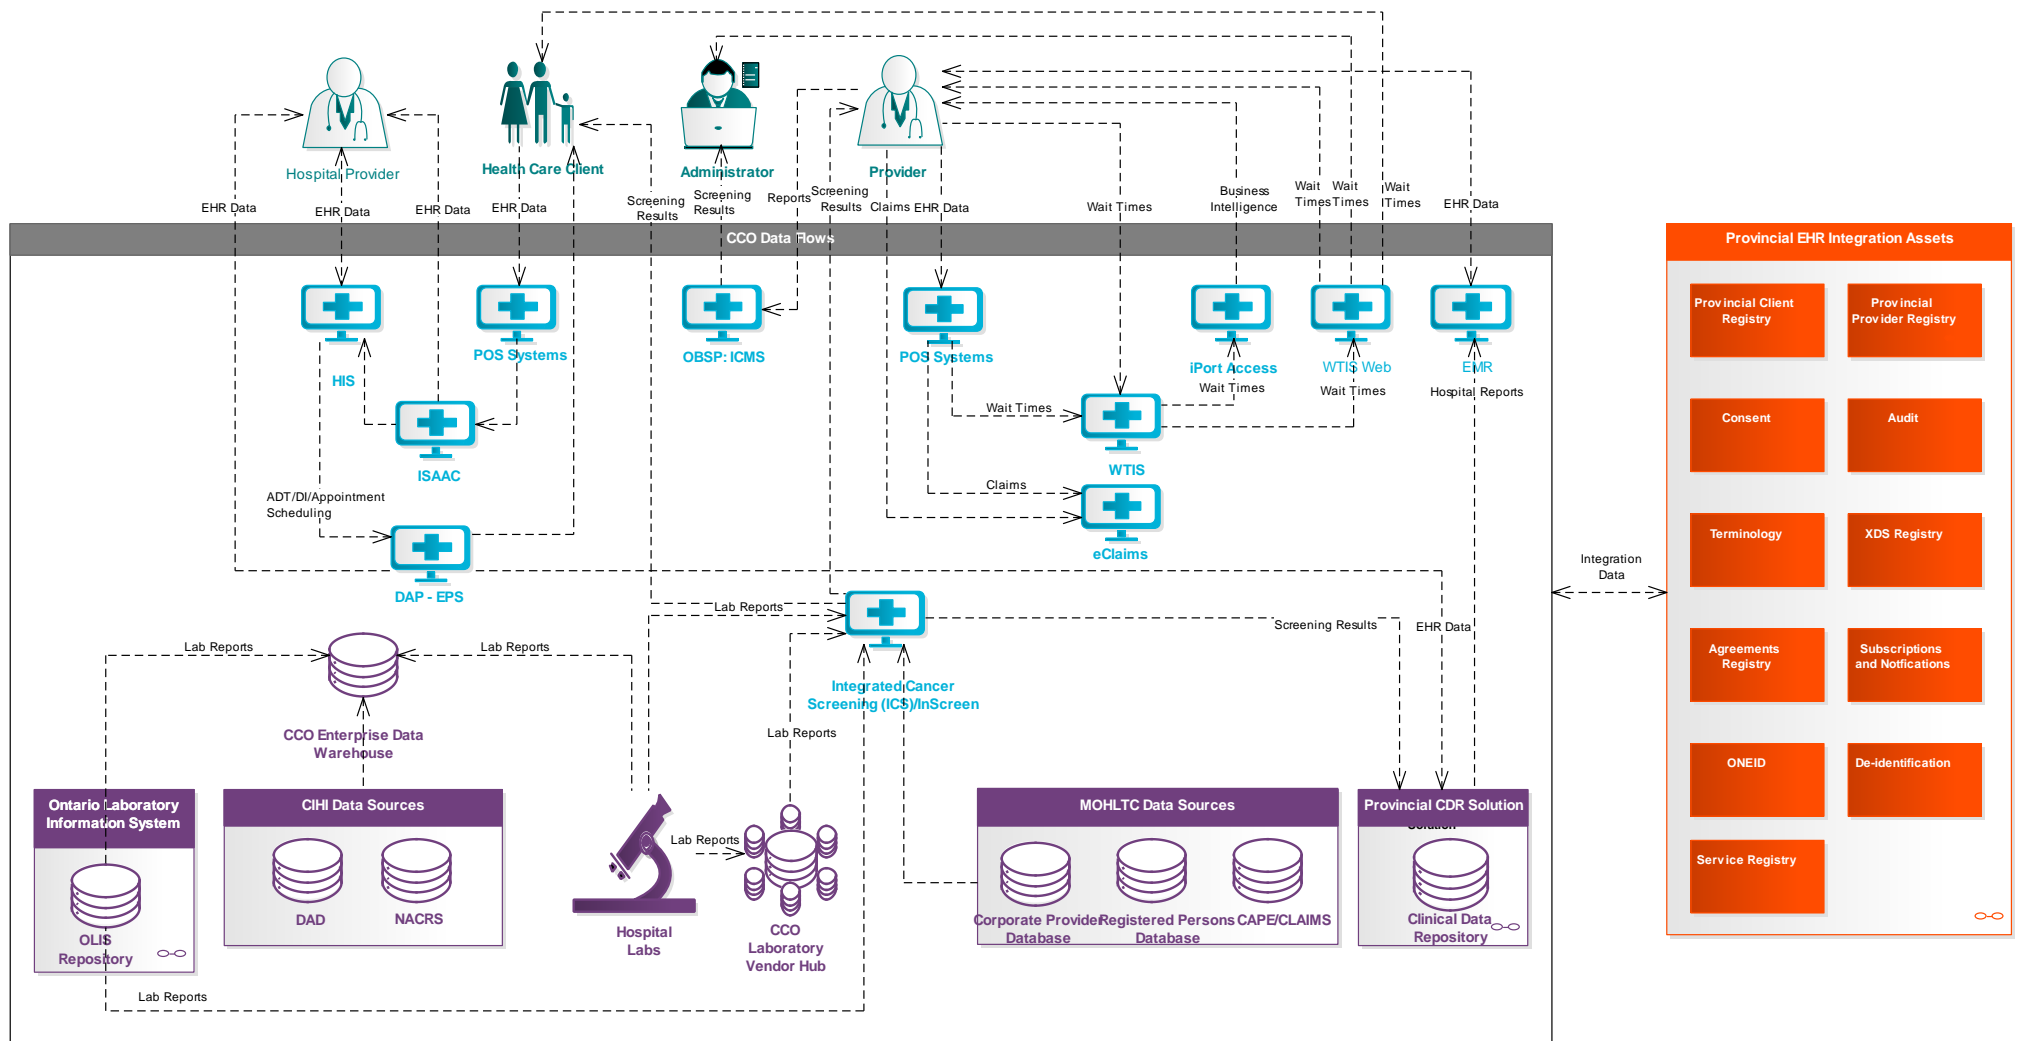 Hospital Provider
Health Care Client
Administrator
Provider
EHR Data
EHR Data
EHR Data
EHR Data
Screening
Results
Screening
Results
Reports
Screening
Results
Claims
EHR Data
Wait Times
Business
Intelligence
Wait
Times
Wait
Times
Wait
Times
EHR Data
CCO Data Flows
HIS
POS Systems
OBSP: ICMS
POS Systems
iPort Access
WTIS Web
EMR
Wait Times
Wait Times
Hospital Reports
Wait Times
ISAAC
WTIS
ADT/DI/Appointment
Scheduling
Claims
eClaims
DAP - EPS
Lab Reports
Screening Results
EHR Data
Lab Reports
Lab Reports
Integrated Cancer
Screening (ICS)/InScreen
CCO Enterprise Data
Warehouse
Lab Reports
Ontario Laboratory
Information System
OLIS
Repository
CIHI Data Sources
DAD
NACRS
Lab Reports
Hospital
Labs
CCO
Laboratory
Vendor Hub
MOHLTC Data Sources
Corporate Provider
Database
Registered Persons
Database
CAPE/CLAIMS
Provincial CDR Solution
Solution
Clinical Data
Repository
Lab Reports
Integration
Data
Provincial EHR Integration Assets
Provincial Client
Registry
Provincial
Provider Registry
Consent
Audit
Terminology
XDS Registry
Agreements
Registry
Subscriptions
and Notfications
ONEID
De-identification
Service Registry